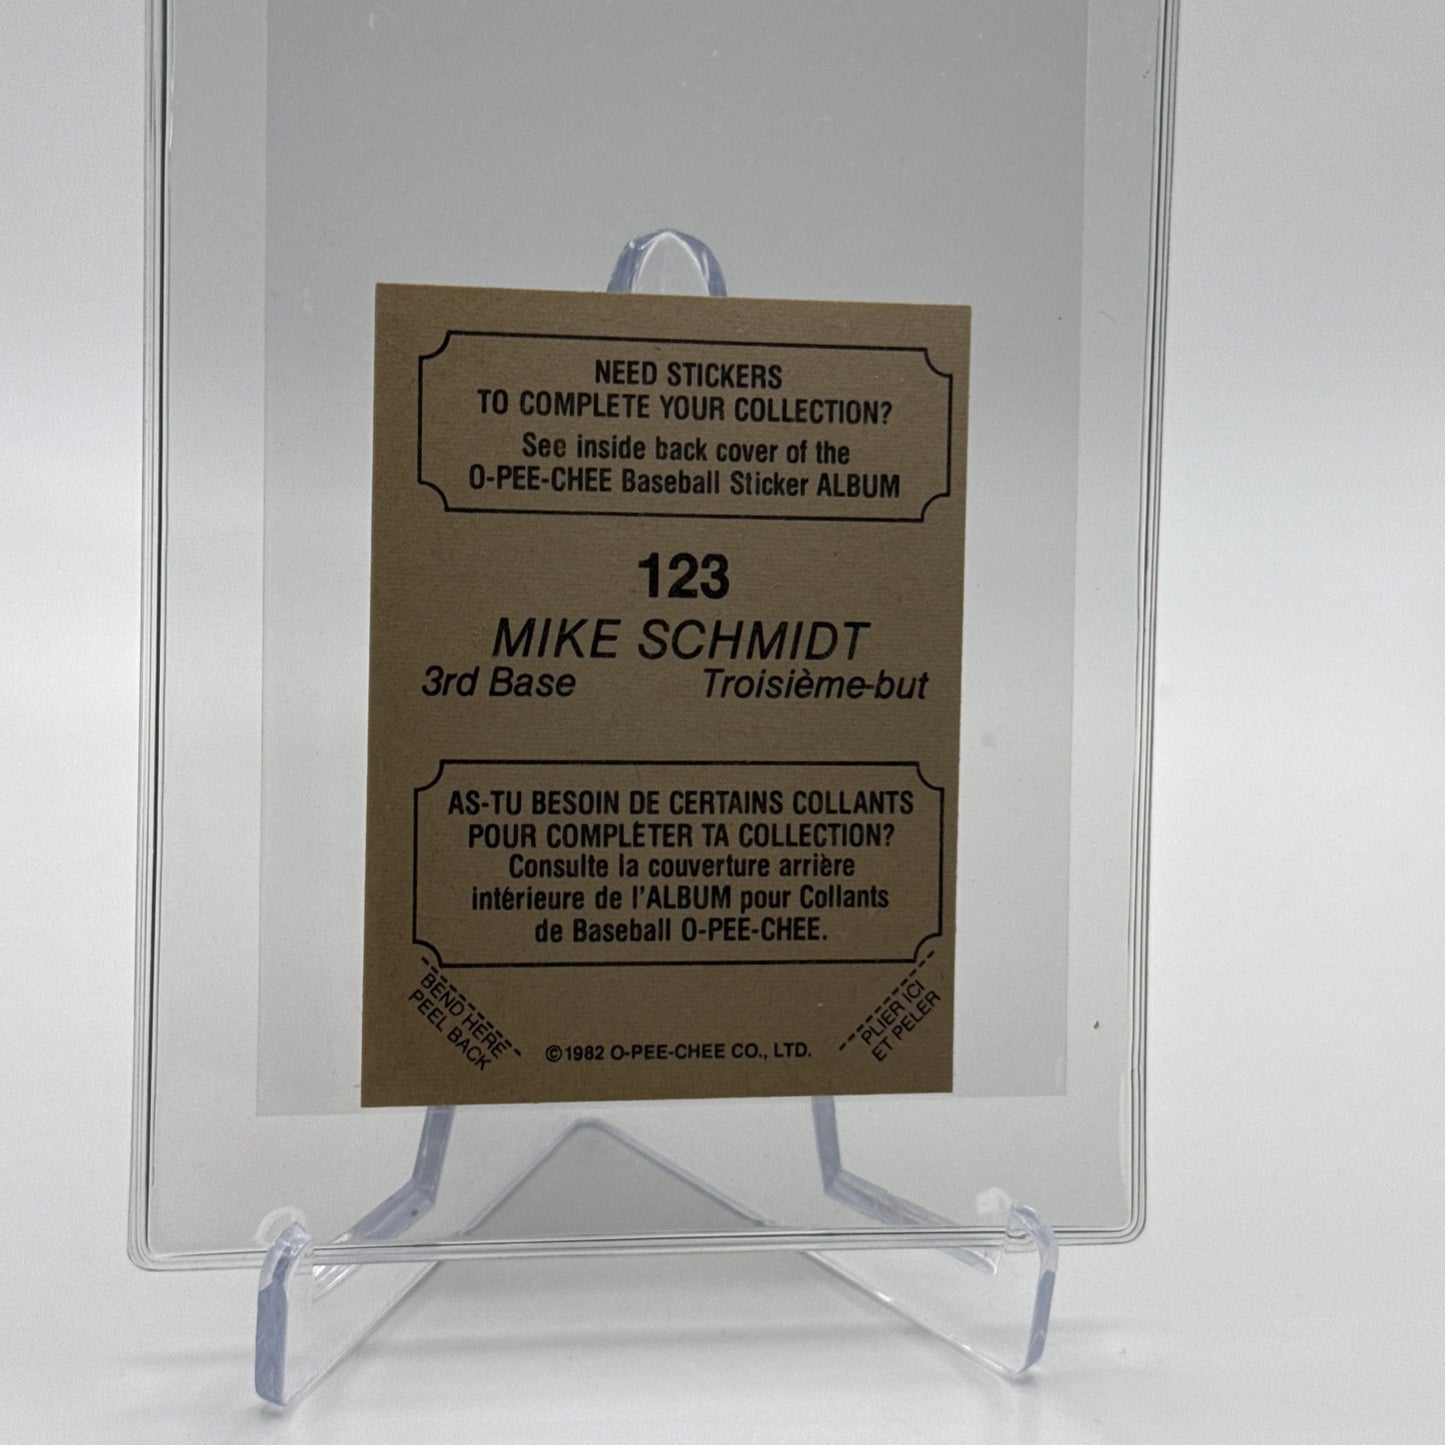 NEED STICKERS
TO COMPLETE YOUR COLLECTION?
See inside back cover of the
O-PEE-CHEE Baseball Sticker ALBUM
123
MIKE SCHMIDT
3rd Base Troisième-but
AS-TU BESOIN DE CERTAINS COLLANTS
POUR COMPLÉTER TA COLLECTION?
Consulte la couverture arrière
intérieure de l'ALBUM pour Collants
de Baseball O-PEE-CHEE.
BEND HERE
PEEL BACK
©1982 O-PEE-CHEE CO., LTD.
PLIER ICI
ET PELER